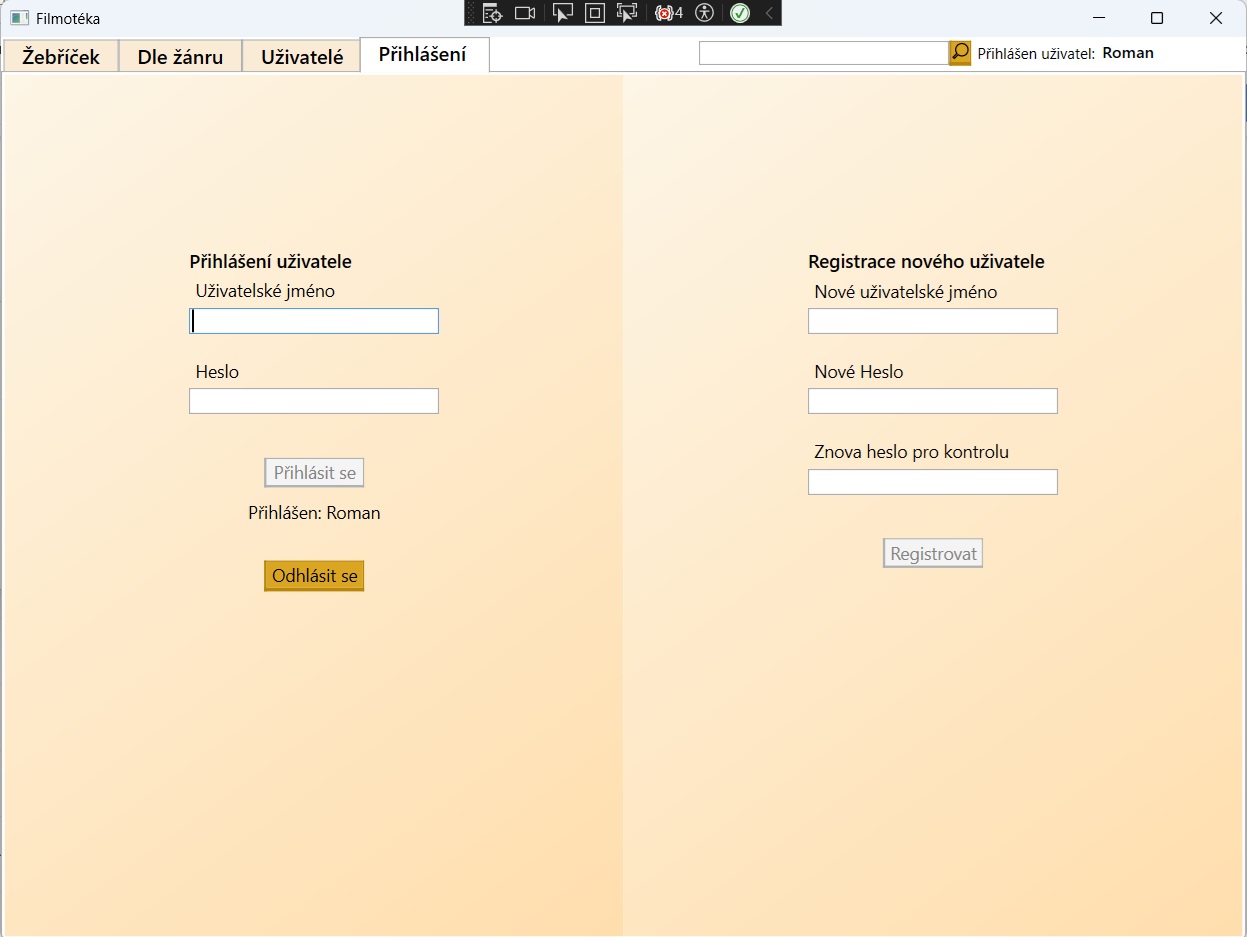 Filmotéka
4
Žebříček Dle žánru Uživatelé Přihlášení
Přihlášen uživatel: Roman
Přihlášení uživatele
Uživatelské jméno
Heslo
Přihlásit se
Přihlášen: Roman
Odhlásit se
Registrace nového uživatele
Nové uživatelské jméno
Nové Heslo
Znova heslo pro kontrolu
Registrovat